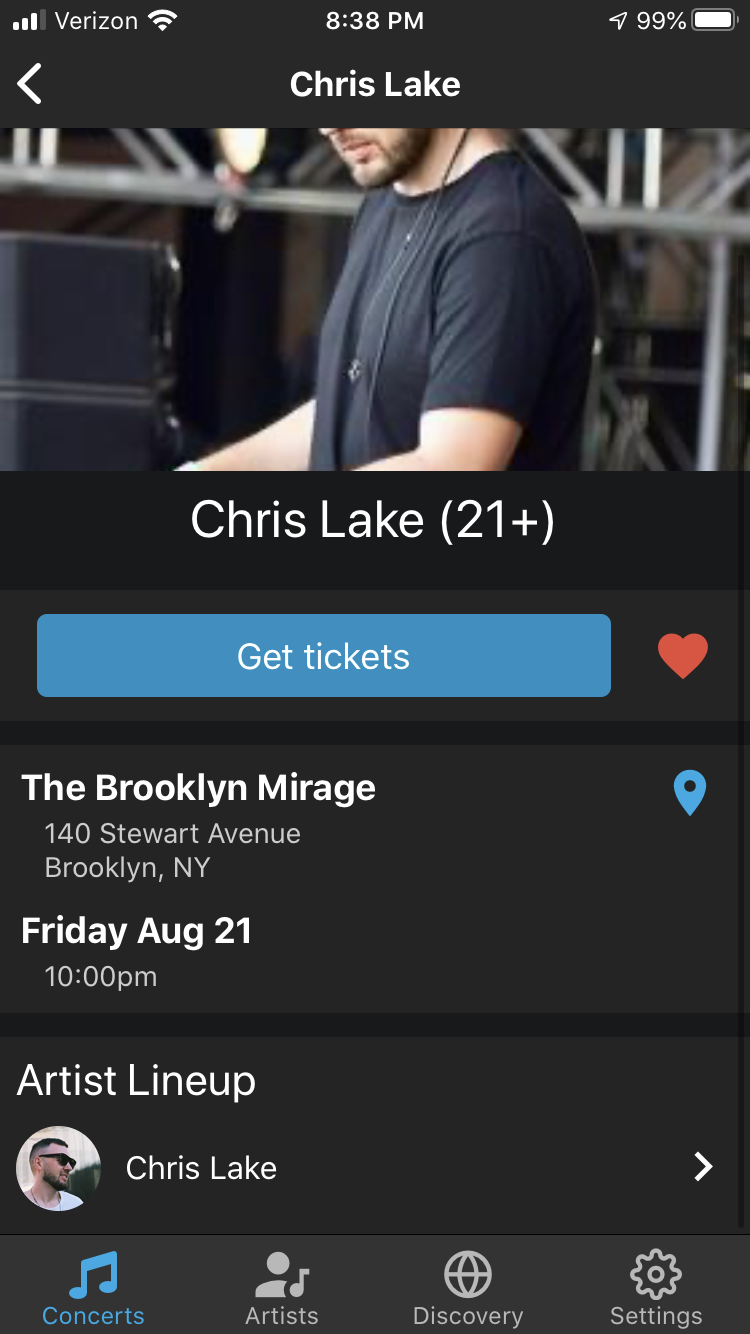 Verizon 8:38 PM 99%
Chris Lake
Chris Lake (21+)
Get tickets
The Brooklyn Mirage
140 Stewart Avenue
Brooklyn, NY
Friday Aug 21
10:00pm
Artist Lineup
Chris Lake
Concerts Artists Discovery Settings